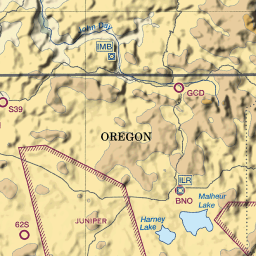 John Day
IMB
GCD
S39
OREGON
ILR
BNO
Malheur
Lake
Harney
Lake
JUNIPER
62S